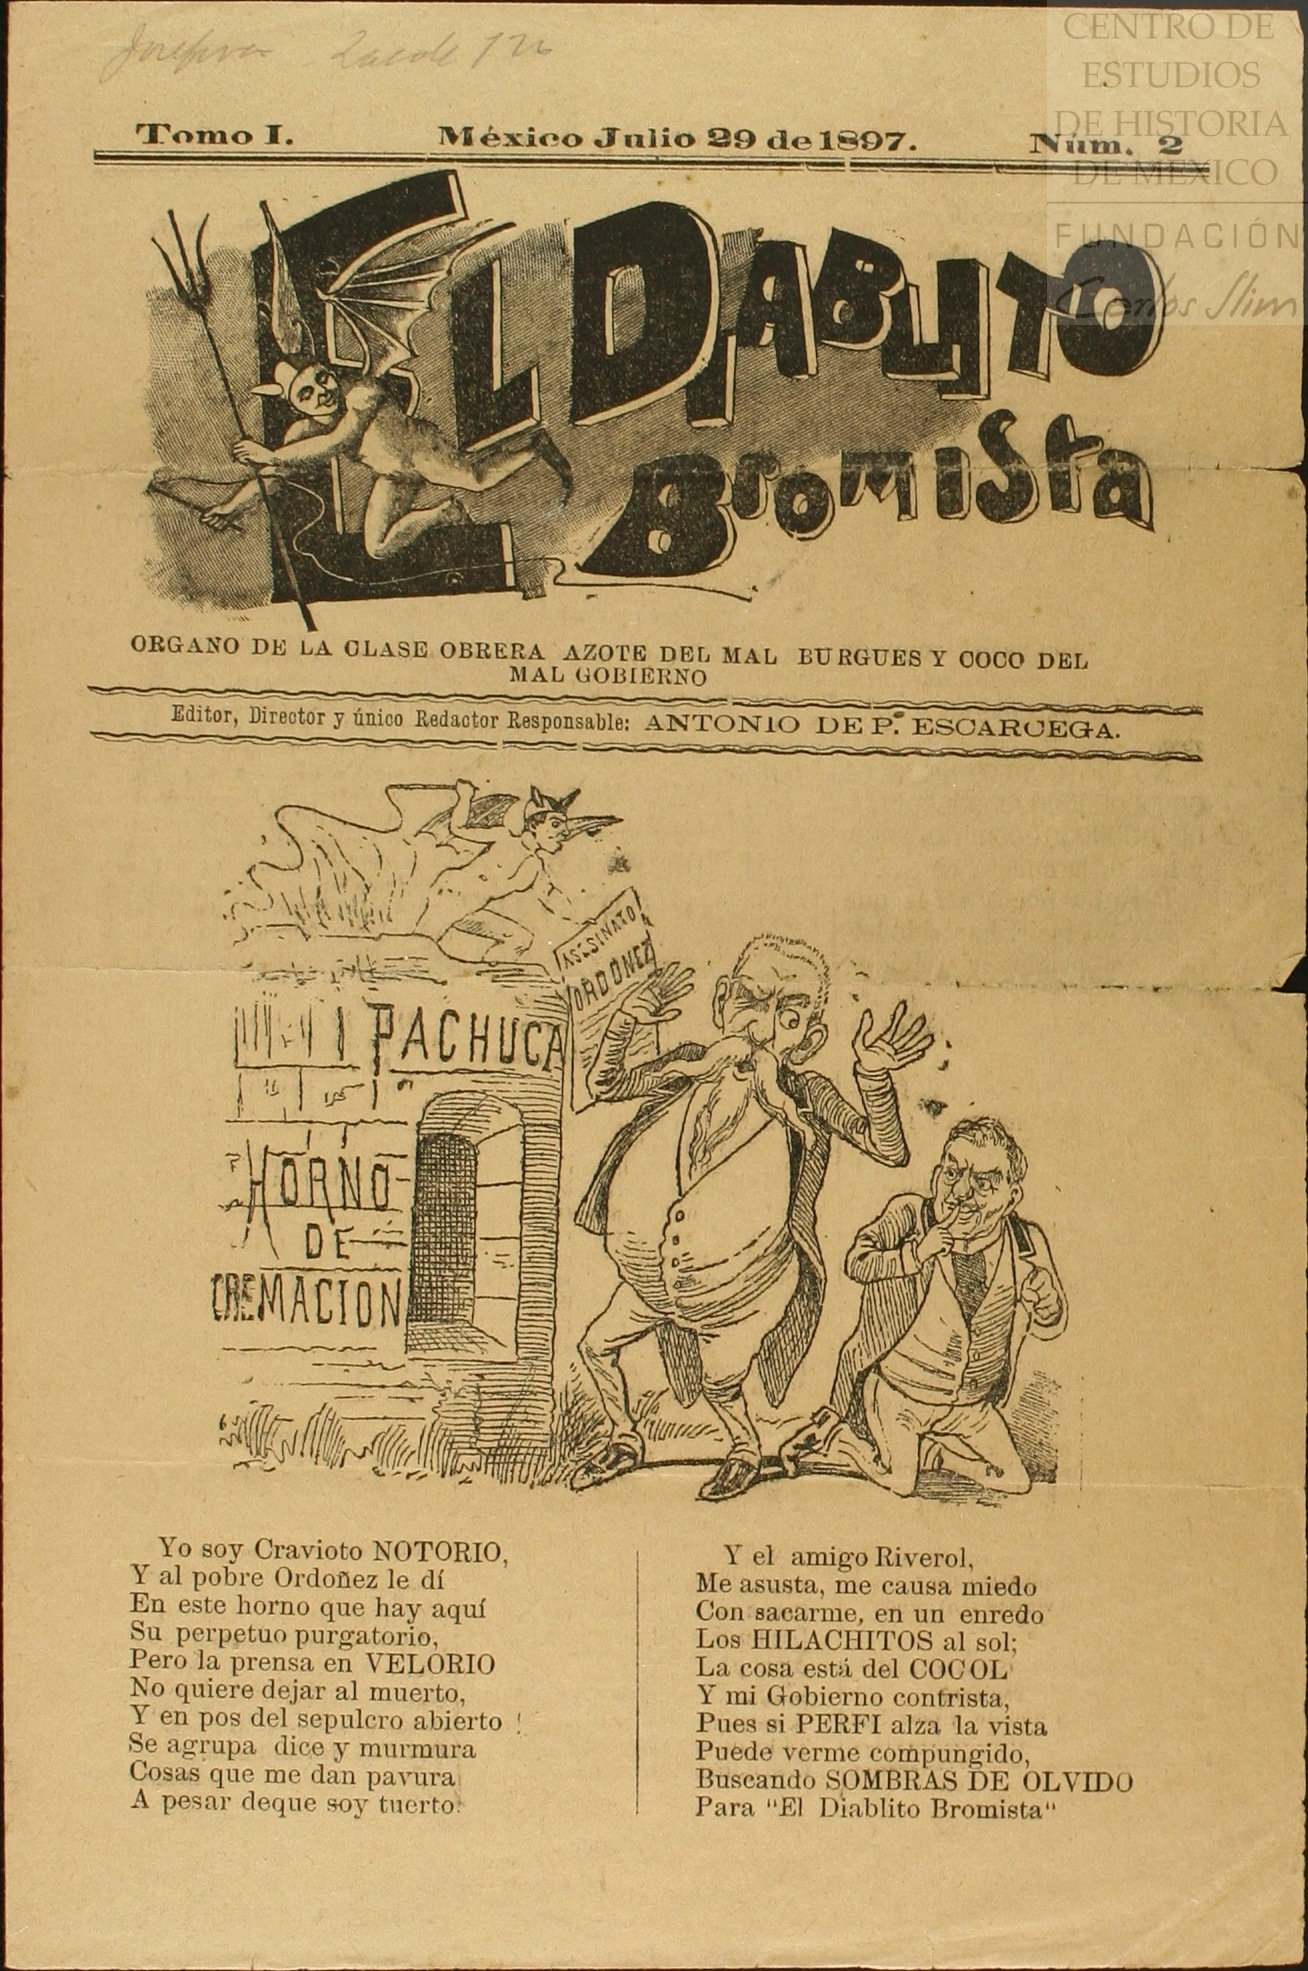 CENTRO DE
ESTUDIOS
DE HISTORIA
DE MÉXICO
FUNDACIÓN
Carlos Slim
Tomo I. México Julio 29 de 1897. Núm. 2
EL DIABLITO
Bromista
ORGANO DE LA CLASE OBRERA AZOTE DEL MAL BURGUES Y COCO DEL
MAL GOBIERNO
Editor, Director y único Redactor Responsable: ANTONIO DE P. ESCARCEGA.
ASESINATO
ORDOÑEZ
PACHUCA
HORNO
DE
CREMACION
Yo soy Cravioto NOTORIO,
Y al pobre Ordoñez le dí
En este horno que hay aquí
Su perpetuo purgatorio,
Pero la prensa en VELORIO
No quiere dejar al muerto,
Y en pos del sepulcro abierto !
Se agrupa dice y murmura
Cosas que me dan pavura
A pesar deque soy tuerto.
Y el amigo Riverol,
Me asusta, me causa miedo
Con sacarme, en un enredo
Los HILACHITOS al sol;
La cosa está del COCOL
Y mi Gobierno contrista,
Pues si PERFI alza la vista
Puede verme compungido,
Buscando SOMBRAS DE OLVIDO
Para "El Diablito Bromista"